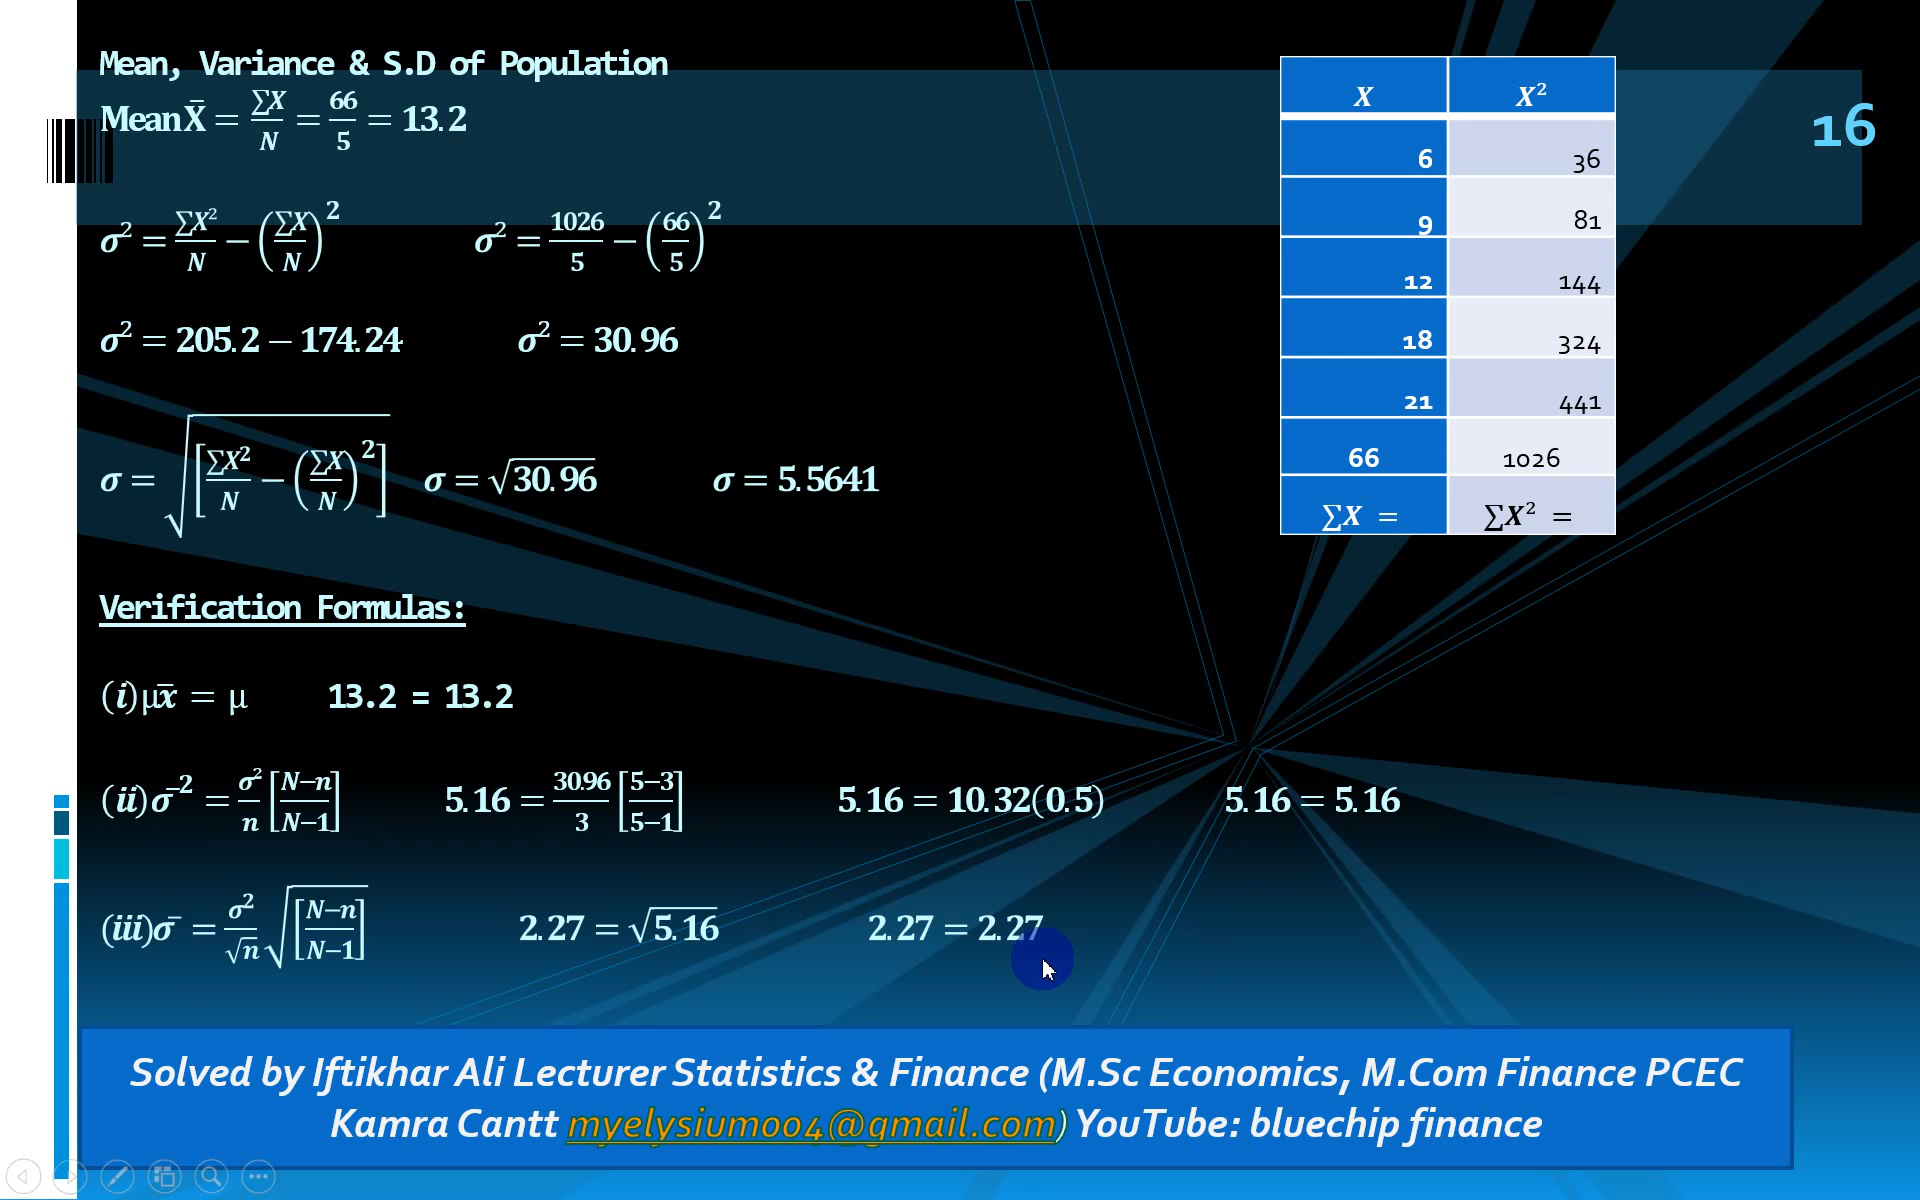 Mean, Variance & S.D of Population
Mean X̄ = ∑X/N = 66/5 = 13.2
σ² = ∑X²/N − (∑X/N)² σ² = 1026/5 − (66/5)²
σ² = 205.2 − 174.24 σ² = 30.96
σ = √[∑X²/N − (∑X/N)²] σ = √30.96 σ = 5.5641
Verification Formulas:
(i) μx̄ = μ 13.2 = 13.2
(ii) σ̄² = σ²/n [N−n/N−1] 5.16 = 30.96/3 [5−3/5−1] 5.16 = 10.32(0.5) 5.16 = 5.16
(iii) σ̄ = σ²/√n √[N−n/N−1] 2.27 = √5.16 2.27 = 2.27
X X²
6 36
9 81
12 144
18 324
21 441
66 1026
∑X = ∑X² =
16
Solved by Iftikhar Ali Lecturer Statistics & Finance (M.Sc Economics, M.Com Finance PCEC
Kamra Cantt myelysium004@gmail.com) YouTube: bluechip finance